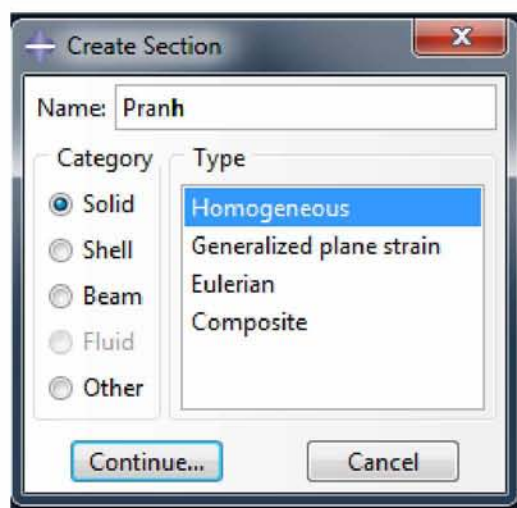 Create Section
Name: Pranh
Category
Solid
Shell
Beam
Fluid
Other
Type
Homogeneous
Generalized plane strain
Eulerian
Composite
Continue... Cancel